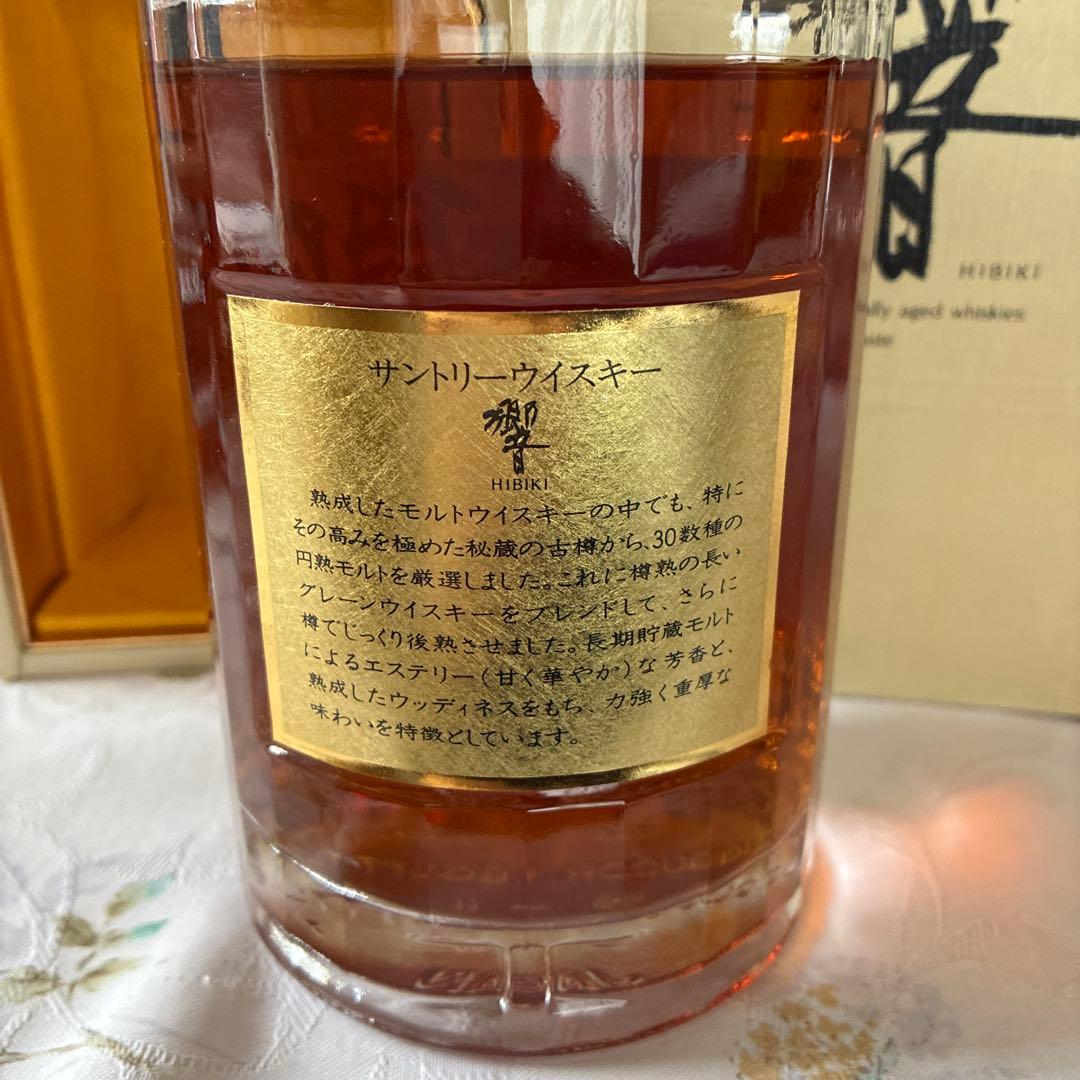 サントリーウイスキー
響
HIBIKI
熟成したモルトウイスキーの中でも、特に
その高みを極めた秘蔵の古樽から、30数種の
円熟モルトを厳選しました。これに樽熟の長い
グレーンウイスキーをブレンドして、さらに
樽でじっくり後熟させました。長期貯蔵モルト
によるエステリー(甘く華やか)な芳香と、
熟成したウッディネスをもち、力強く重厚な
味わいを特徴としています。
響
HIBIKI
aged whiskies